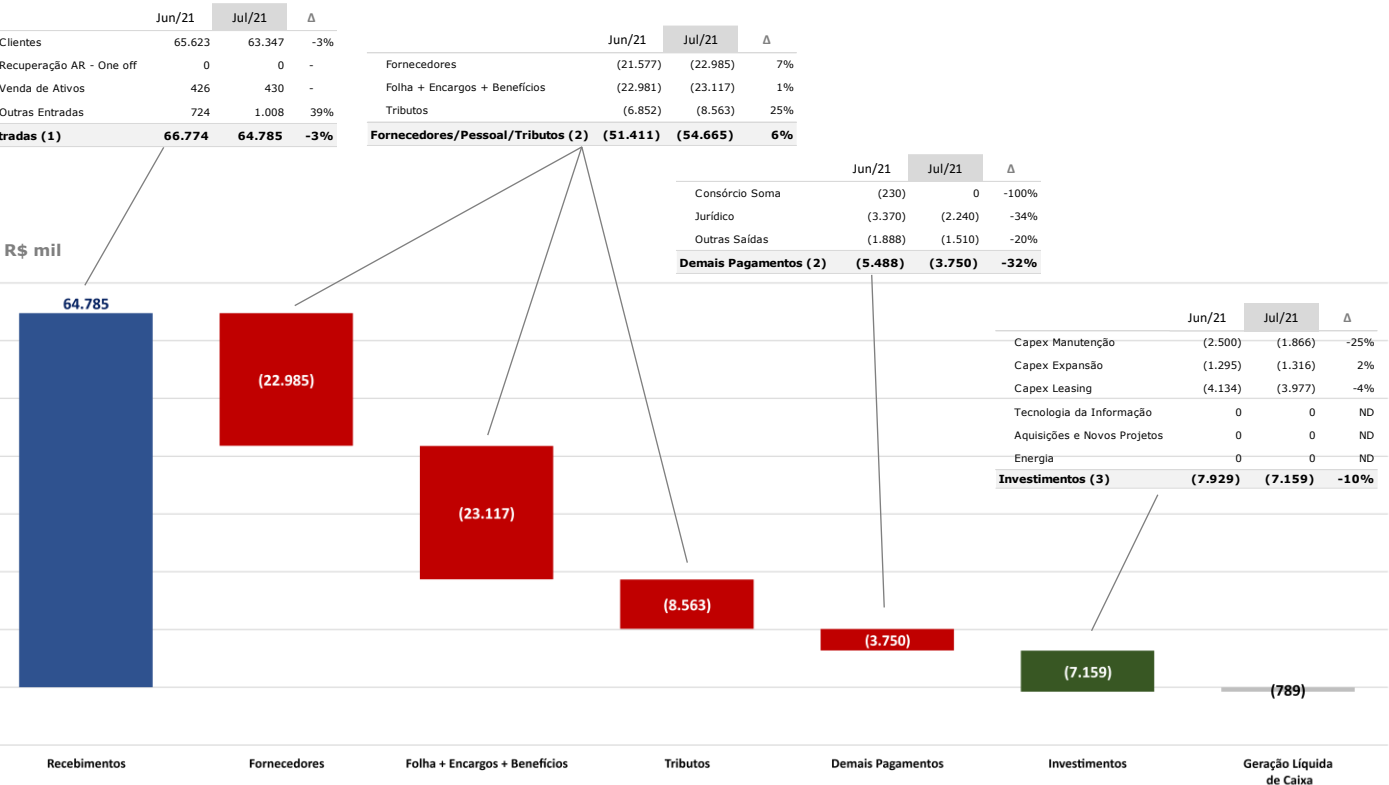 Jun/21 Jul/21 Δ
Clientes 65.623 63.347 -3%
Recuperação AR - One off 0 0 -
Venda de Ativos 426 430 -
Outras Entradas 724 1.008 39%
tradas (1) 66.774 64.785 -3%
Jun/21 Jul/21 Δ
Fornecedores (21.577) (22.985) 7%
Folha + Encargos + Benefícios (22.981) (23.117) 1%
Tributos (6.852) (8.563) 25%
Fornecedores/Pessoal/Tributos (2) (51.411) (54.665) 6%
Jun/21 Jul/21 Δ
Consórcio Soma (230) 0 -100%
Jurídico (3.370) (2.240) -34%
Outras Saídas (1.888) (1.510) -20%
Demais Pagamentos (2) (5.488) (3.750) -32%
Jun/21 Jul/21 Δ
Capex Manutenção (2.500) (1.866) -25%
Capex Expansão (1.295) (1.316) 2%
Capex Leasing (4.134) (3.977) -4%
Tecnologia da Informação 0 0 ND
Aquisições e Novos Projetos 0 0 ND
Energia 0 0 ND
Investimentos (3) (7.929) (7.159) -10%
R$ mil
64.785
(22.985)
(23.117)
(8.563)
(3.750)
(7.159)
(789)
Recebimentos
Fornecedores
Folha + Encargos + Benefícios
Tributos
Demais Pagamentos
Investimentos
Geração Líquida
de Caixa